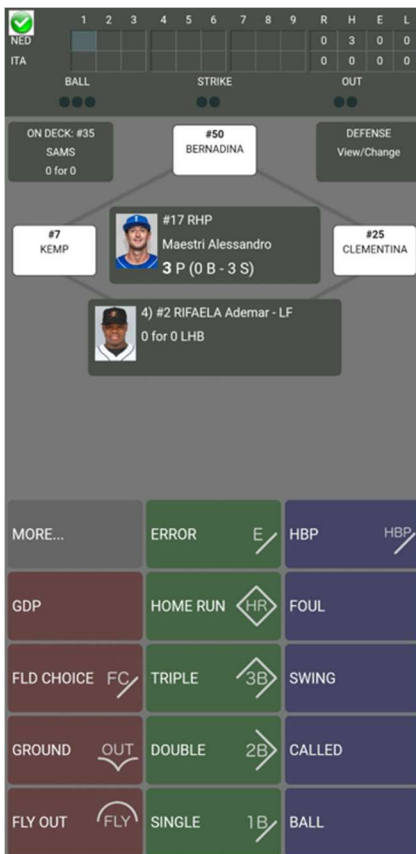 1 2 3 4 5 6 7 8 9 R H E L
NED 0 3 0 0
ITA 0 0 0 0
BALL STRIKE OUT
ON DECK: #35
SAMS
0 for 0
#50
BERNADINA
DEFENSE
View/Change
#7
KEMP
#17 RHP
Maestri Alessandro
3 P (0 B - 3 S)
#25
CLEMENTINA
4) #2 RIFAELA Ademar - LF
0 for 0 LHB
MORE... ERROR E HBP HBP
GDP HOME RUN HR FOUL
FLD CHOICE FC TRIPLE 3B SWING
GROUND OUT DOUBLE 2B CALLED
FLY OUT FLY SINGLE 1B BALL